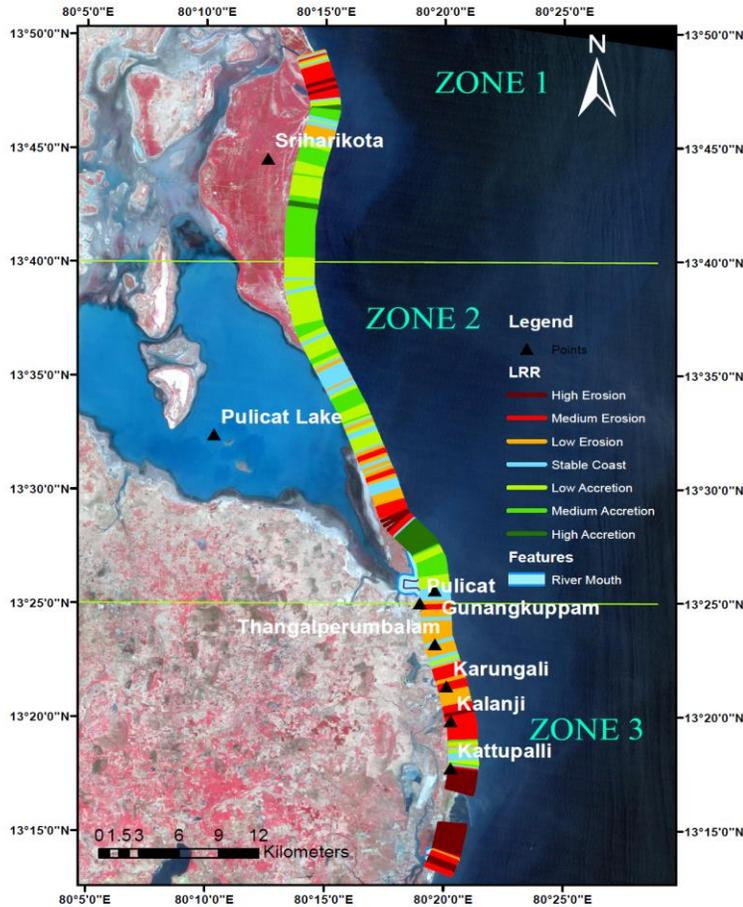 80°5'0"E 80°10'0"E 80°15'0"E 80°20'0"E 80°25'0"E
13°50'0"N 13°50'0"N
ZONE 1
N
Sriharikota
13°45'0"N 13°45'0"N
13°40'0"N 13°40'0"N
ZONE 2
Legend
Points
LRR
High Erosion
Medium Erosion
Low Erosion
Stable Coast
Low Accretion
Medium Accretion
High Accretion
Features
River Mouth
13°35'0"N 13°35'0"N
Pulicat Lake
13°30'0"N 13°30'0"N
Pulicat
13°25'0"N 13°25'0"N
Gunangkuppam
Thangalperumbalam
Karungali
13°20'0"N 13°20'0"N
Kalanji
ZONE 3
Kattupalli
13°15'0"N 13°15'0"N
0 1.5 3 6 9 12
Kilometers
80°5'0"E 80°10'0"E 80°15'0"E 80°20'0"E 80°25'0"E